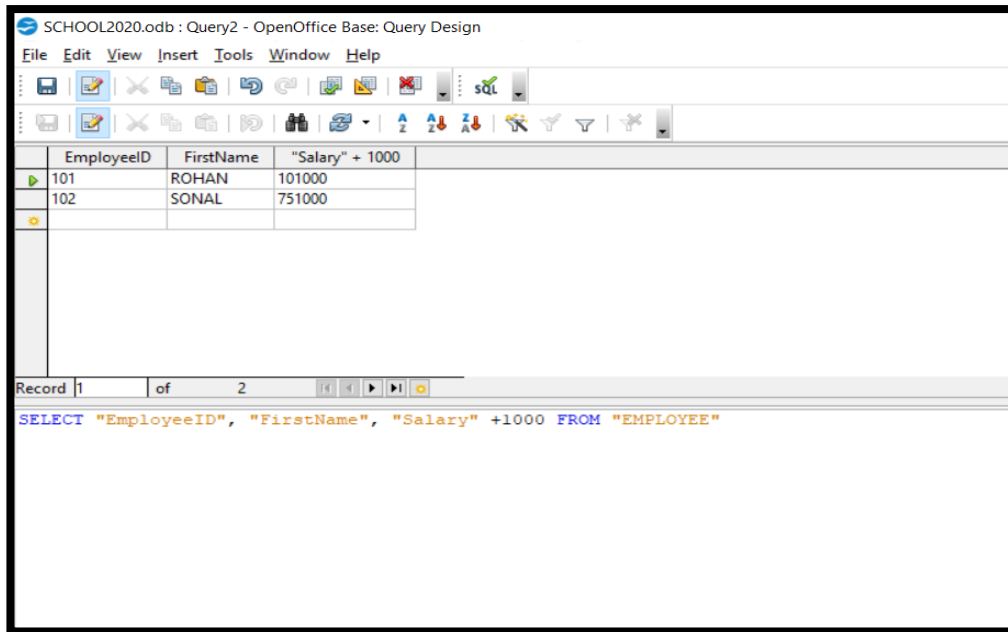 SCHOOL2020.odb : Query2 - OpenOffice Base: Query Design
File Edit View Insert Tools Window Help
SQL
EmployeeID FirstName "Salary" + 1000
101 ROHAN 101000
102 SONAL 751000
Record 1 of 2
SELECT "EmployeeID", "FirstName", "Salary" +1000 FROM "EMPLOYEE"